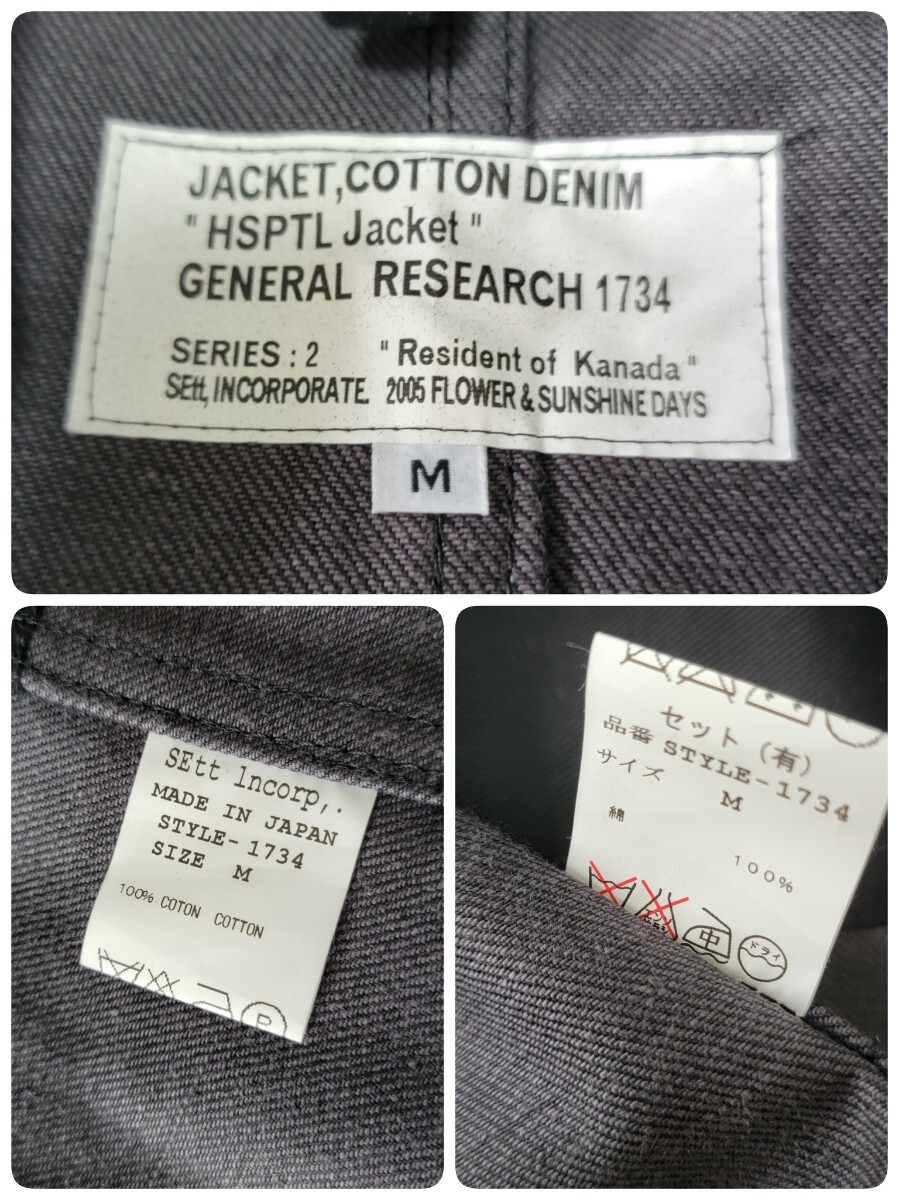 JACKET,COTTON DENIM
"HSPTL Jacket"
GENERAL RESEARCH 1734
SERIES : 2 "Resident of Kanada"
SEtt, INCORPORATE. 2005 FLOWER & SUNSHINE DAYS
M
SEtt Incorp,.
MADE IN JAPAN
STYLE-1734
SIZE M
100% COTON COTTON
P
セット (有)
品番 STYLE-1734
サイズ M
綿 100%
中 ドライ